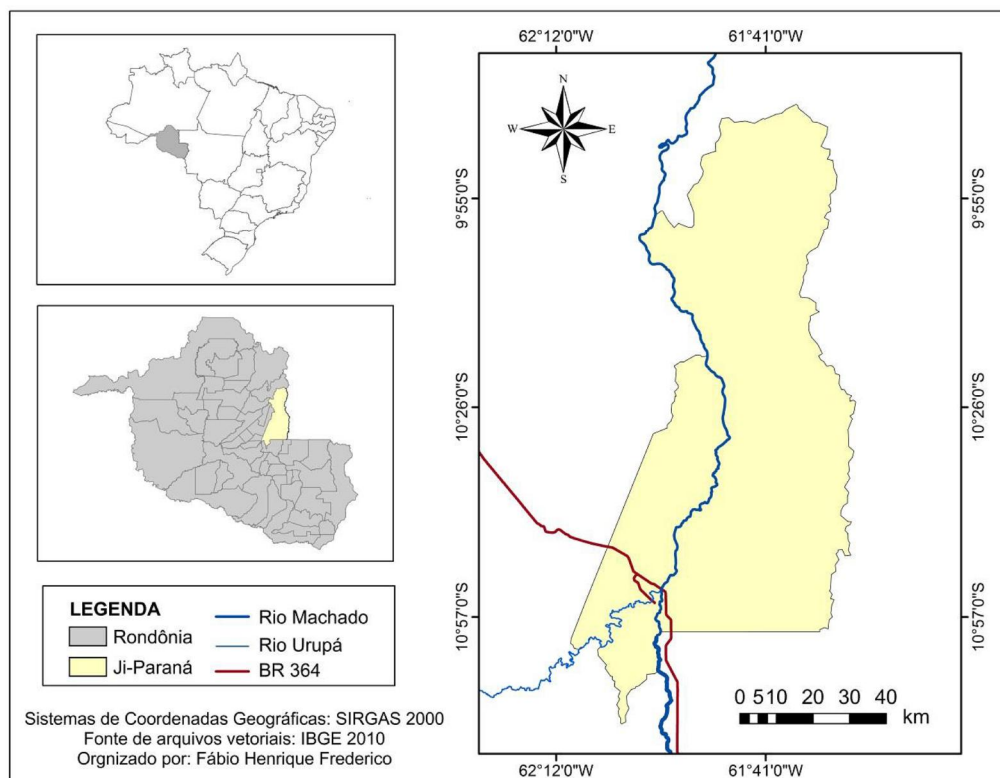 62°12'0"W
61°41'0"W
N
W
E
S
9°55'0"S
9°55'0"S
10°26'0"S
10°26'0"S
10°57'0"S
10°57'0"S
0 5 10 20 30 40
km
62°12'0"W
61°41'0"W
LEGENDA
Rondônia
Ji-Paraná
Rio Machado
Rio Urupá
BR 364
Sistemas de Coordenadas Geográficas: SIRGAS 2000
Fonte de arquivos vetoriais: IBGE 2010
Orgnizado por: Fábio Henrique Frederico